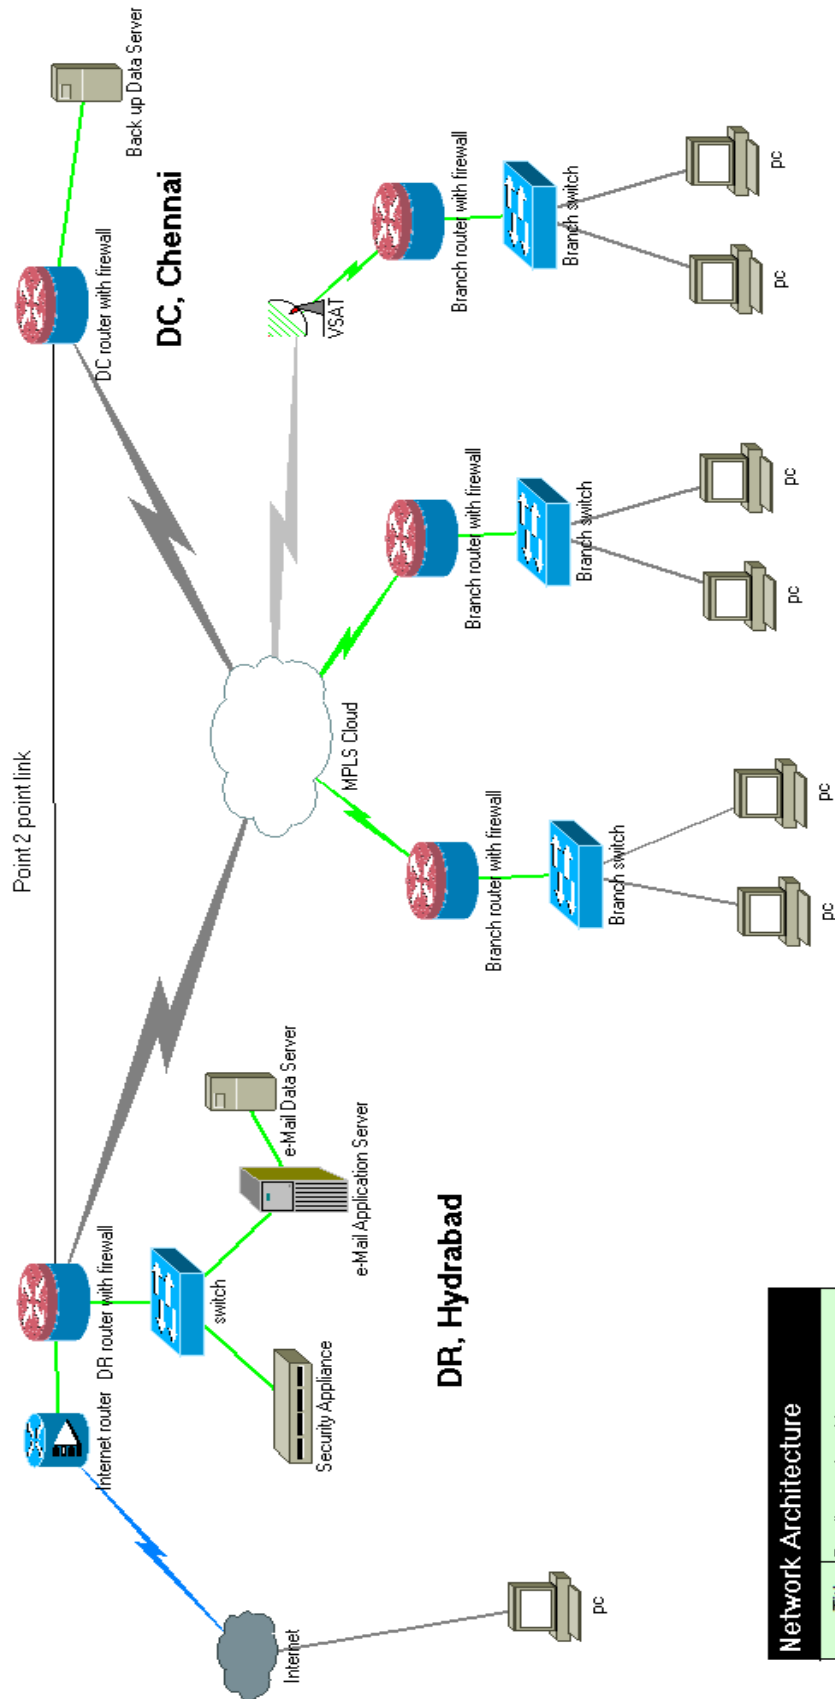 Point 2 point link
Internet router
DR router with firewall
DC router with firewall
Back up Data Server
DC, Chennai
Internet
pc
Security Appliance
switch
e-Mail Data Server
e-Mail Application Server
DR, Hydrabad
MPLS Cloud
VSAT
Branch router with firewall
Branch switch
pc
pc
Branch router with firewall
Branch switch
pc
pc
Branch router with firewall
Branch switch
pc
pc
Network Architecture